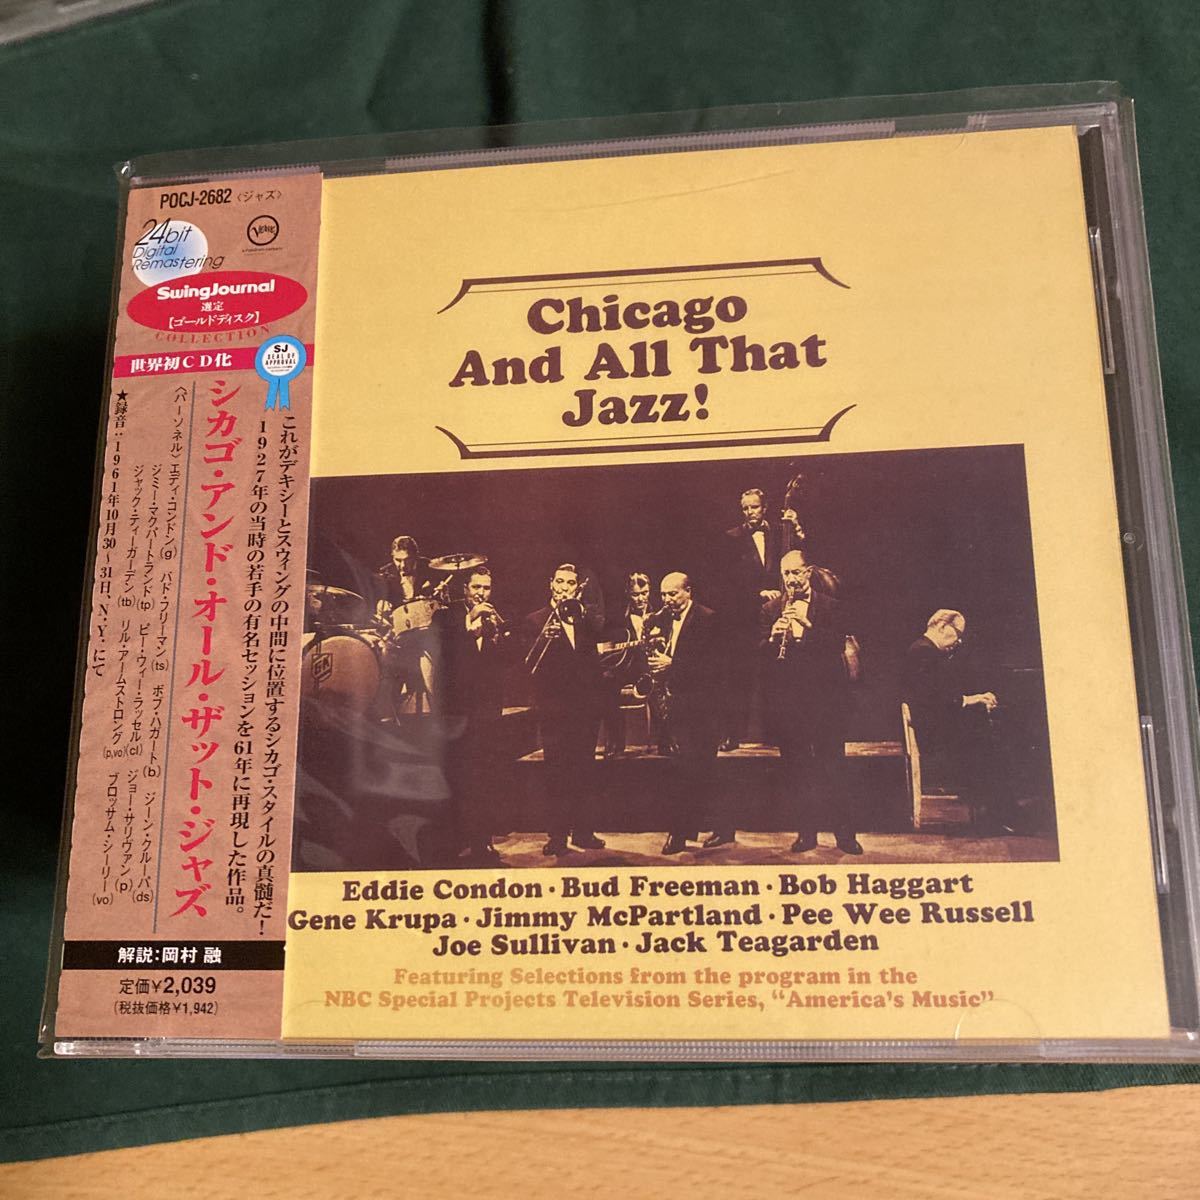 POCJ-2682 〈ジャズ〉
24bit
Digital
Remastering
Verve
SwingJournal
選定
【ゴールドディスク】
COLLECTION
世界初CD化
SJ
SEAL OF
APPROVAL
これがデキシーとスウィングの中間に位置するシカゴ・スタイルの真髄だ!
1927年の当時の若手の有名セッションを61年に再現した作品。
シカゴ・アンド・オール・ザット・ジャズ
〈パーソネル〉エディ・コンドン(g) バド・フリーマン(ts) ボブ・ハガート(b) ジーン・クルーパ(ds)
ジミー・マクパートランド(tp) ピー・ウィー・ラッセル(cl) ジョー・サリヴァン(p)
ジャック・ティーガーデン(tb) リル・アームストロング(p,vo) ブロッサム・シーリー(vo)
★録音:1961年10月30〜31日、N.Y.にて
解説:岡村 融
定価¥2,039
(税抜価格¥1,942)
Chicago
And All That
Jazz!
GK
Eddie Condon · Bud Freeman · Bob Haggart
Gene Krupa · Jimmy McPartland · Pee Wee Russell
Joe Sullivan · Jack Teagarden
Featuring Selections from the program in the
NBC Special Projects Television Series, "America's Music"